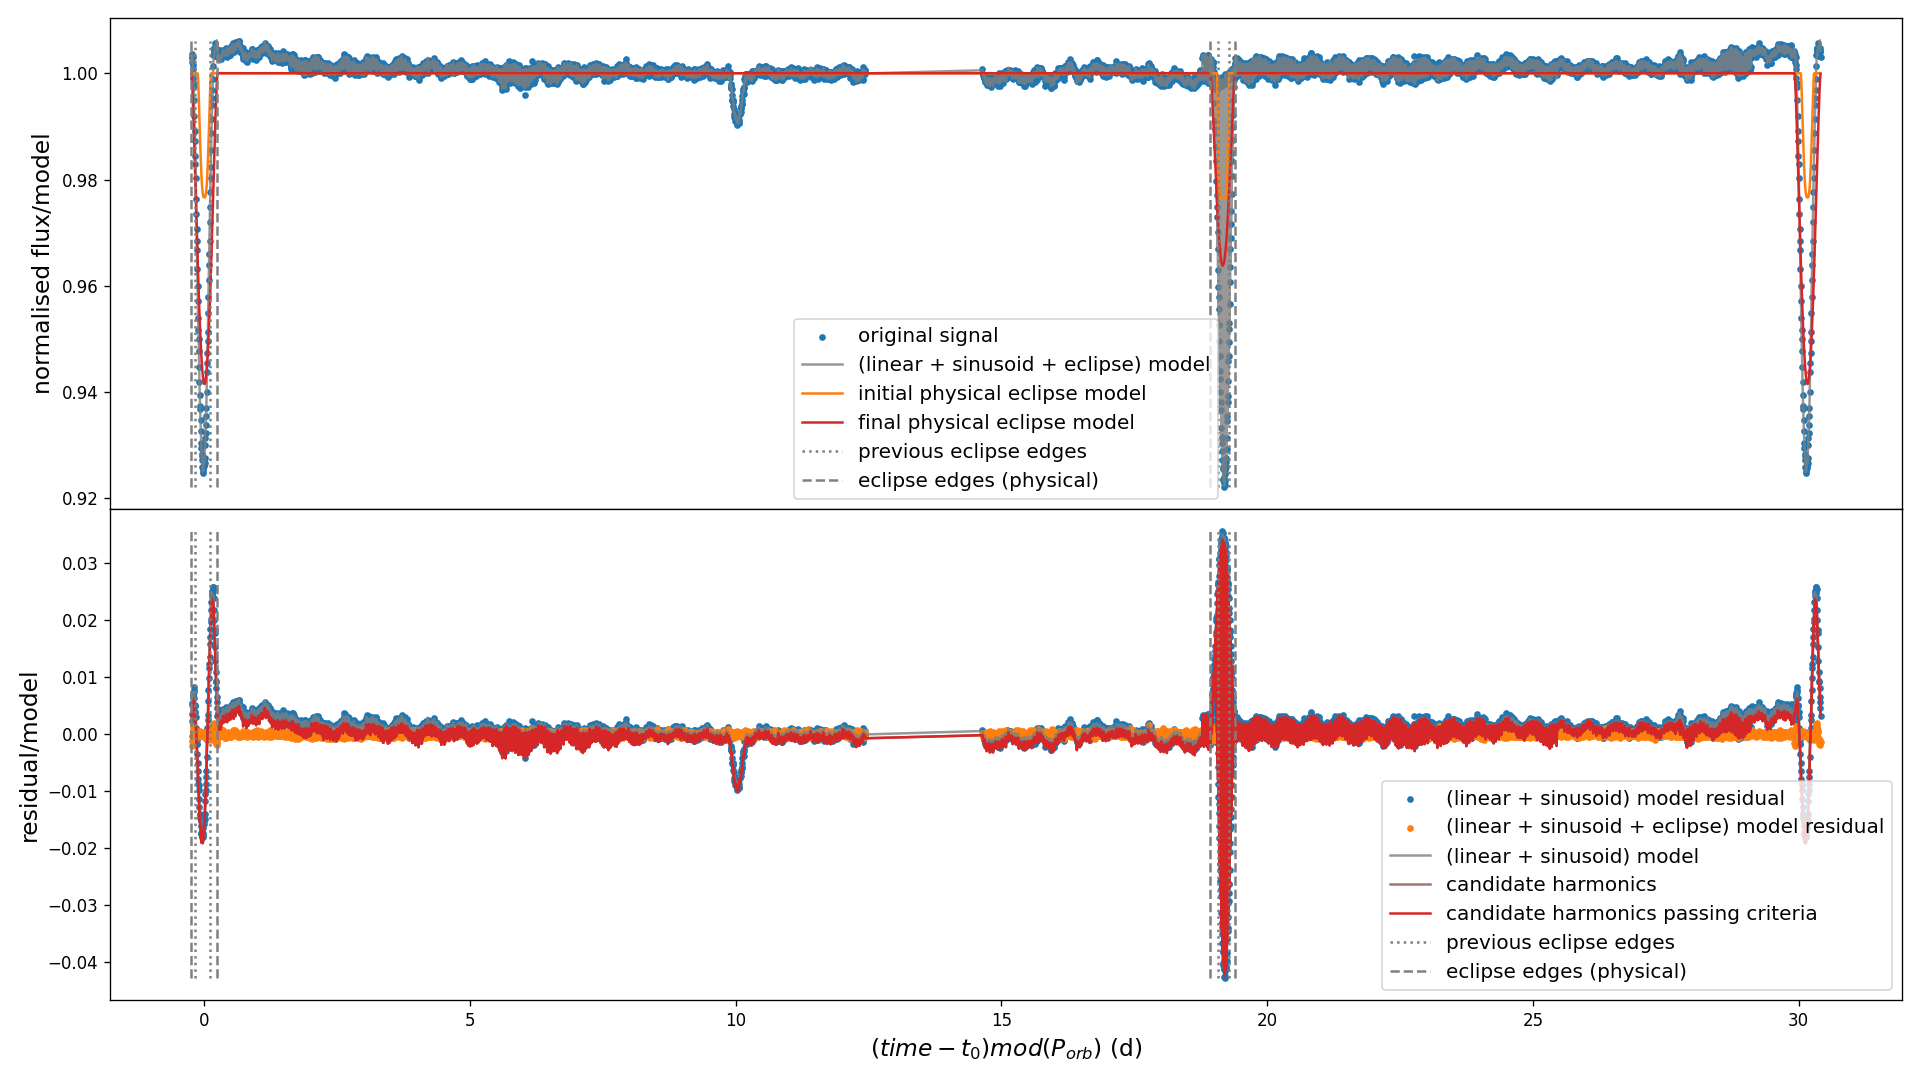 normalised flux/model
1.00
0.98
0.96
0.94
0.92
original signal
(linear + sinusoid + eclipse) model
initial physical eclipse model
final physical eclipse model
previous eclipse edges
eclipse edges (physical)
residual/model
0.03
0.02
0.01
0.00
−0.01
−0.02
−0.03
−0.04
(linear + sinusoid) model residual
(linear + sinusoid + eclipse) model residual
(linear + sinusoid) model
candidate harmonics
candidate harmonics passing criteria
previous eclipse edges
eclipse edges (physical)
0 5 10 15 20 25 30
(time − t₀)mod(P_orb) (d)